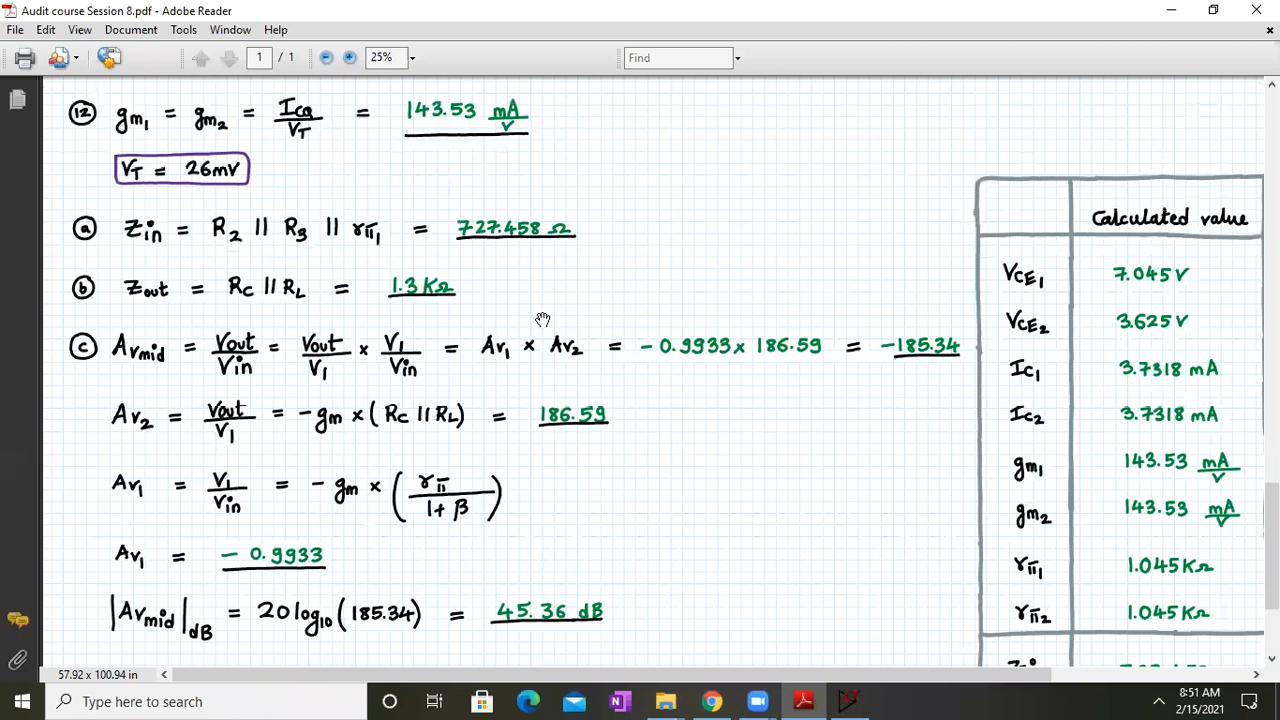 Audit course Session 8.pdf - Adobe Reader
File Edit View Document Tools Window Help
1 / 1 25% Find
⑫ gm₁ = gm₂ = ICQ/VT = 143.53 mA/V
VT = 26mV
ⓐ Zin = R₂ || R₃ || rπ₁ = 727.458 Ω
ⓑ Zout = RC || RL = 1.3 KΩ
ⓒ Avmid = Vout/Vin = Vout/V₁ × V₁/Vin = Av₁ × Av₂ = -0.9933 × 186.59 = -185.34
Av₂ = Vout/V₁ = -gm × (RC || RL) = 186.59
Av₁ = V₁/Vin = -gm × (rπ/1+β)
Av₁ = -0.9933
|Avmid|dB = 20 log₁₀ (185.34) = 45.36 dB
Calculated value
VCE₁ 7.045 V
VCE₂ 3.625 V
IC₁ 3.7318 mA
IC₂ 3.7318 mA
gm₁ 143.53 mA/V
gm₂ 143.53 mA/V
rπ₁ 1.045 KΩ
rπ₂ 1.045 KΩ
57.92 x 100.94 in
Type here to search
8:51 AM
2/15/2021